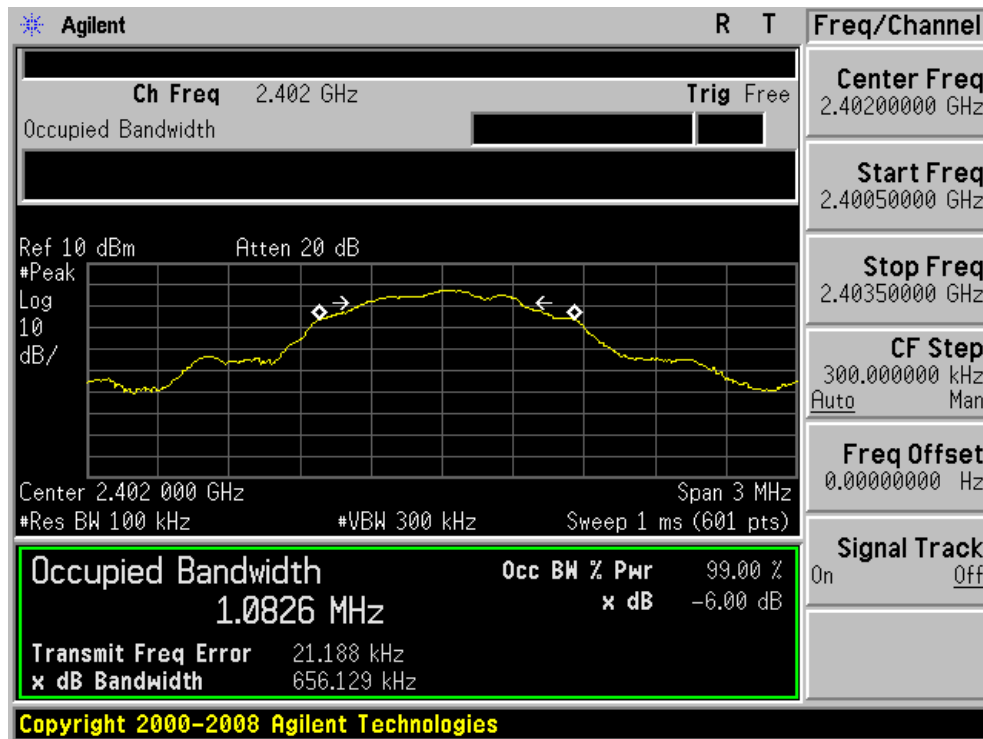 Agilent R T
Ch Freq 2.402 GHz Trig Free
Occupied Bandwidth
Ref 10 dBm Atten 20 dB
#Peak
Log
10
dB/
Center 2.402 000 GHz Span 3 MHz
#Res BW 100 kHz #VBW 300 kHz Sweep 1 ms (601 pts)
Occupied Bandwidth
1.0826 MHz
Occ BW % Pwr 99.00 %
x dB -6.00 dB
Transmit Freq Error 21.188 kHz
x dB Bandwidth 656.129 kHz
Copyright 2000-2008 Agilent Technologies
Freq/Channel
Center Freq
2.40200000 GHz
Start Freq
2.40050000 GHz
Stop Freq
2.40350000 GHz
CF Step
300.000000 kHz
Auto Man
Freq Offset
0.00000000 Hz
Signal Track
On Off